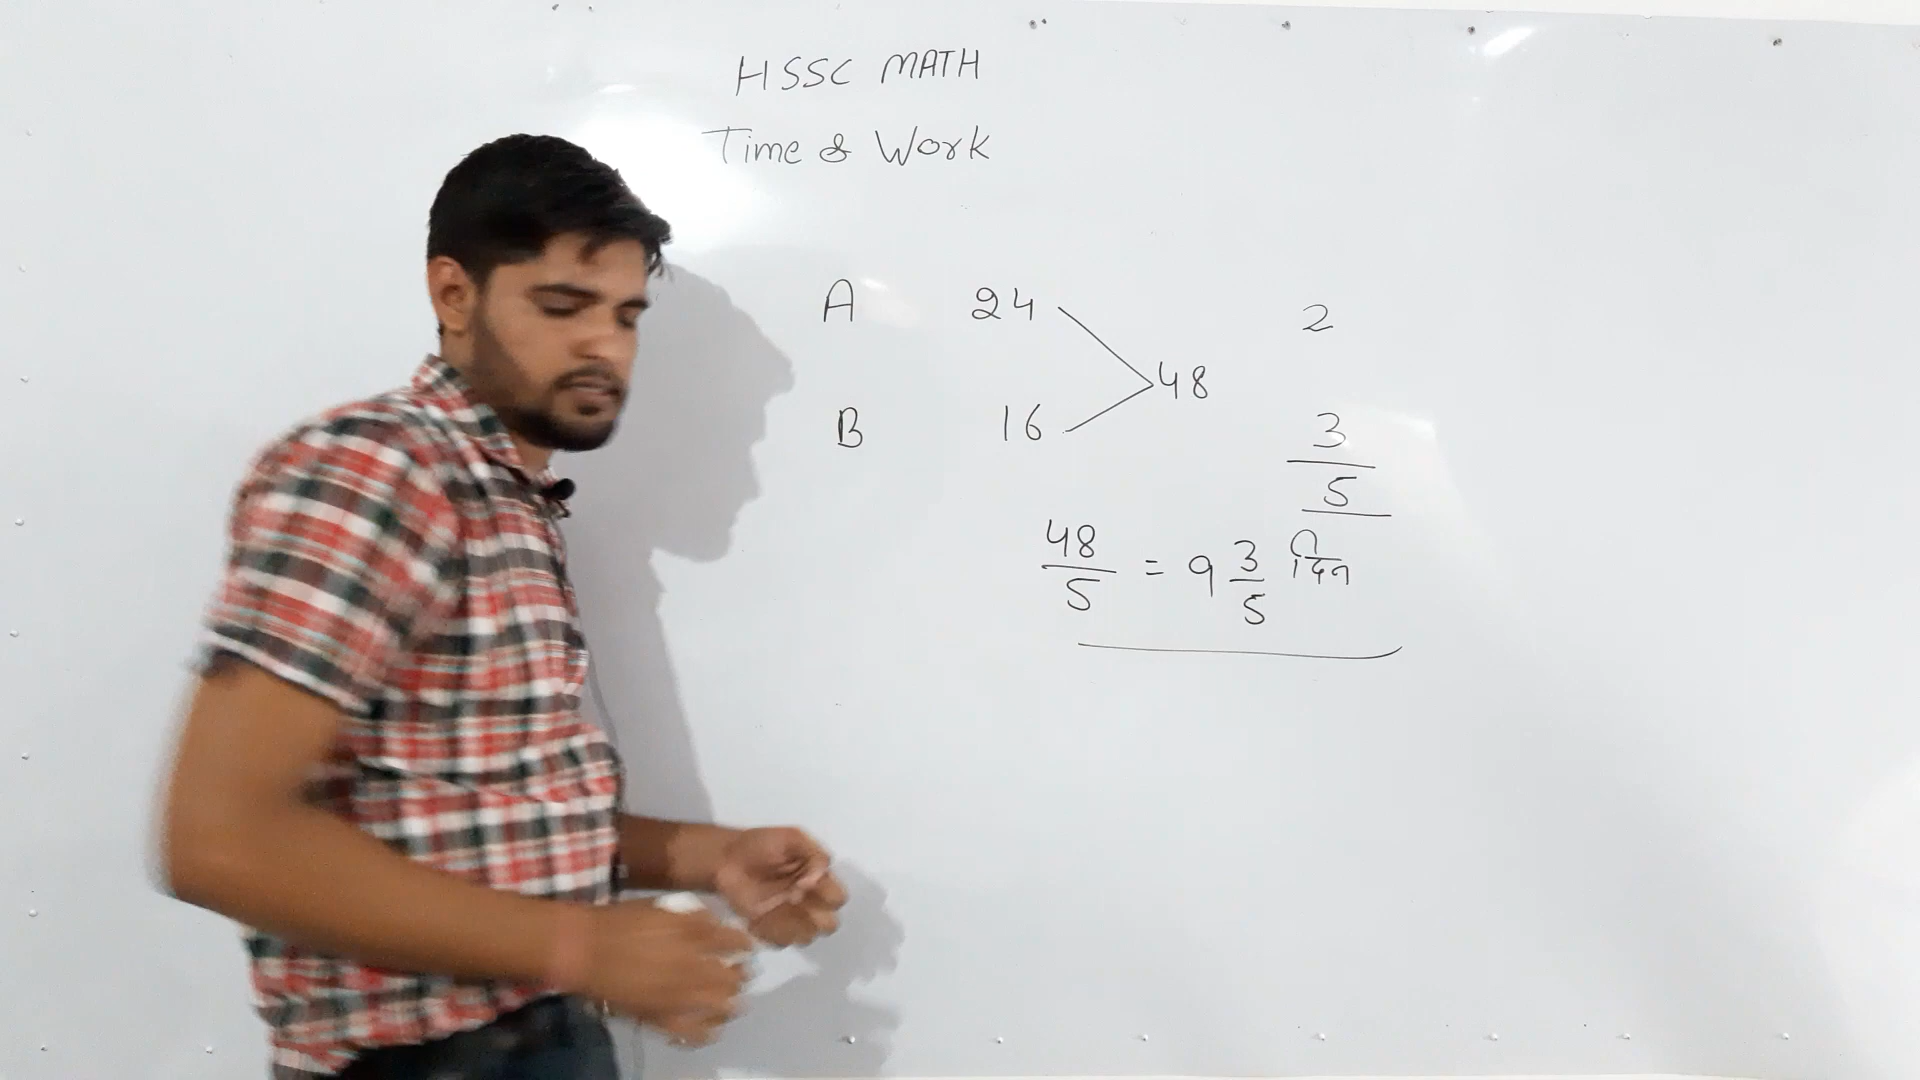 HSSC MATH
Time & Work
A 24 2
48
B 16 3
5
48/5 = 9 3/5 दिन